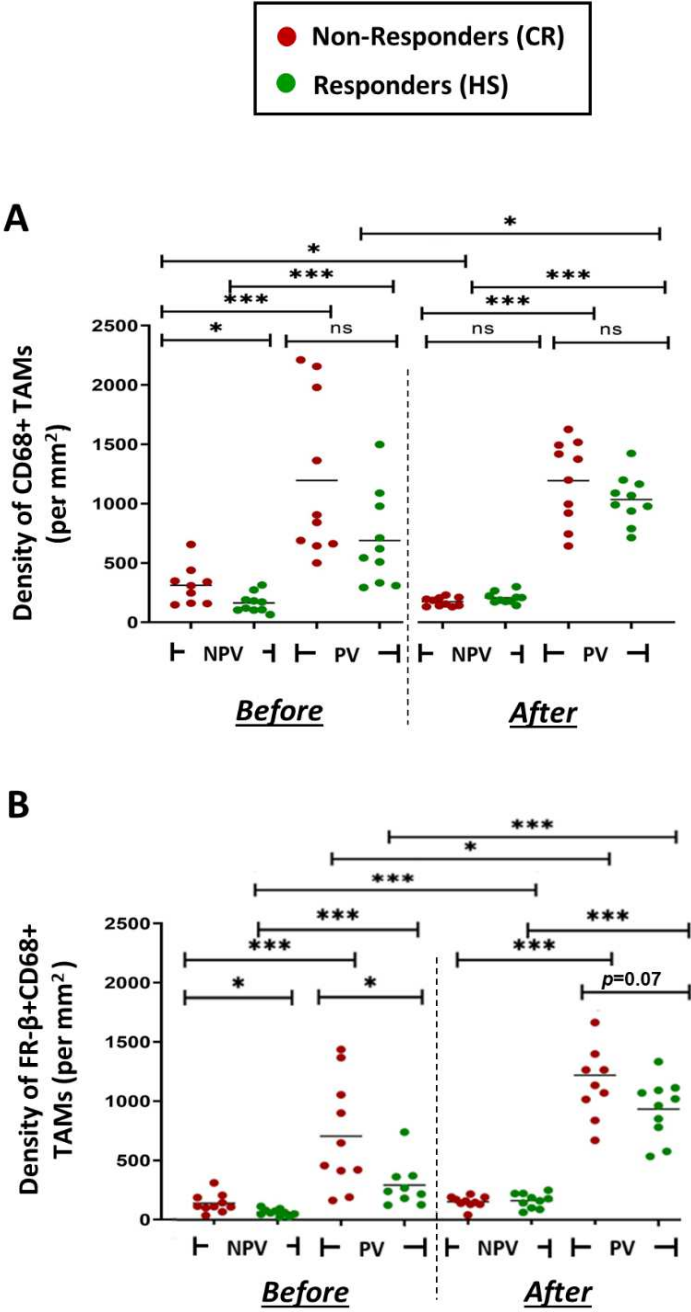 Non-Responders (CR)
Responders (HS)
A
*
*
***
***
***
***
*
ns
ns
ns
Density of CD68+ TAMs
(per mm²)
2500
2000
1500
1000
500
0
NPV
PV
NPV
PV
Before
After
B
***
*
***
***
***
***
***
*
*
p=0.07
Density of FR-β+CD68+
TAMs (per mm²)
2500
2000
1500
1000
500
0
NPV
PV
NPV
PV
Before
After